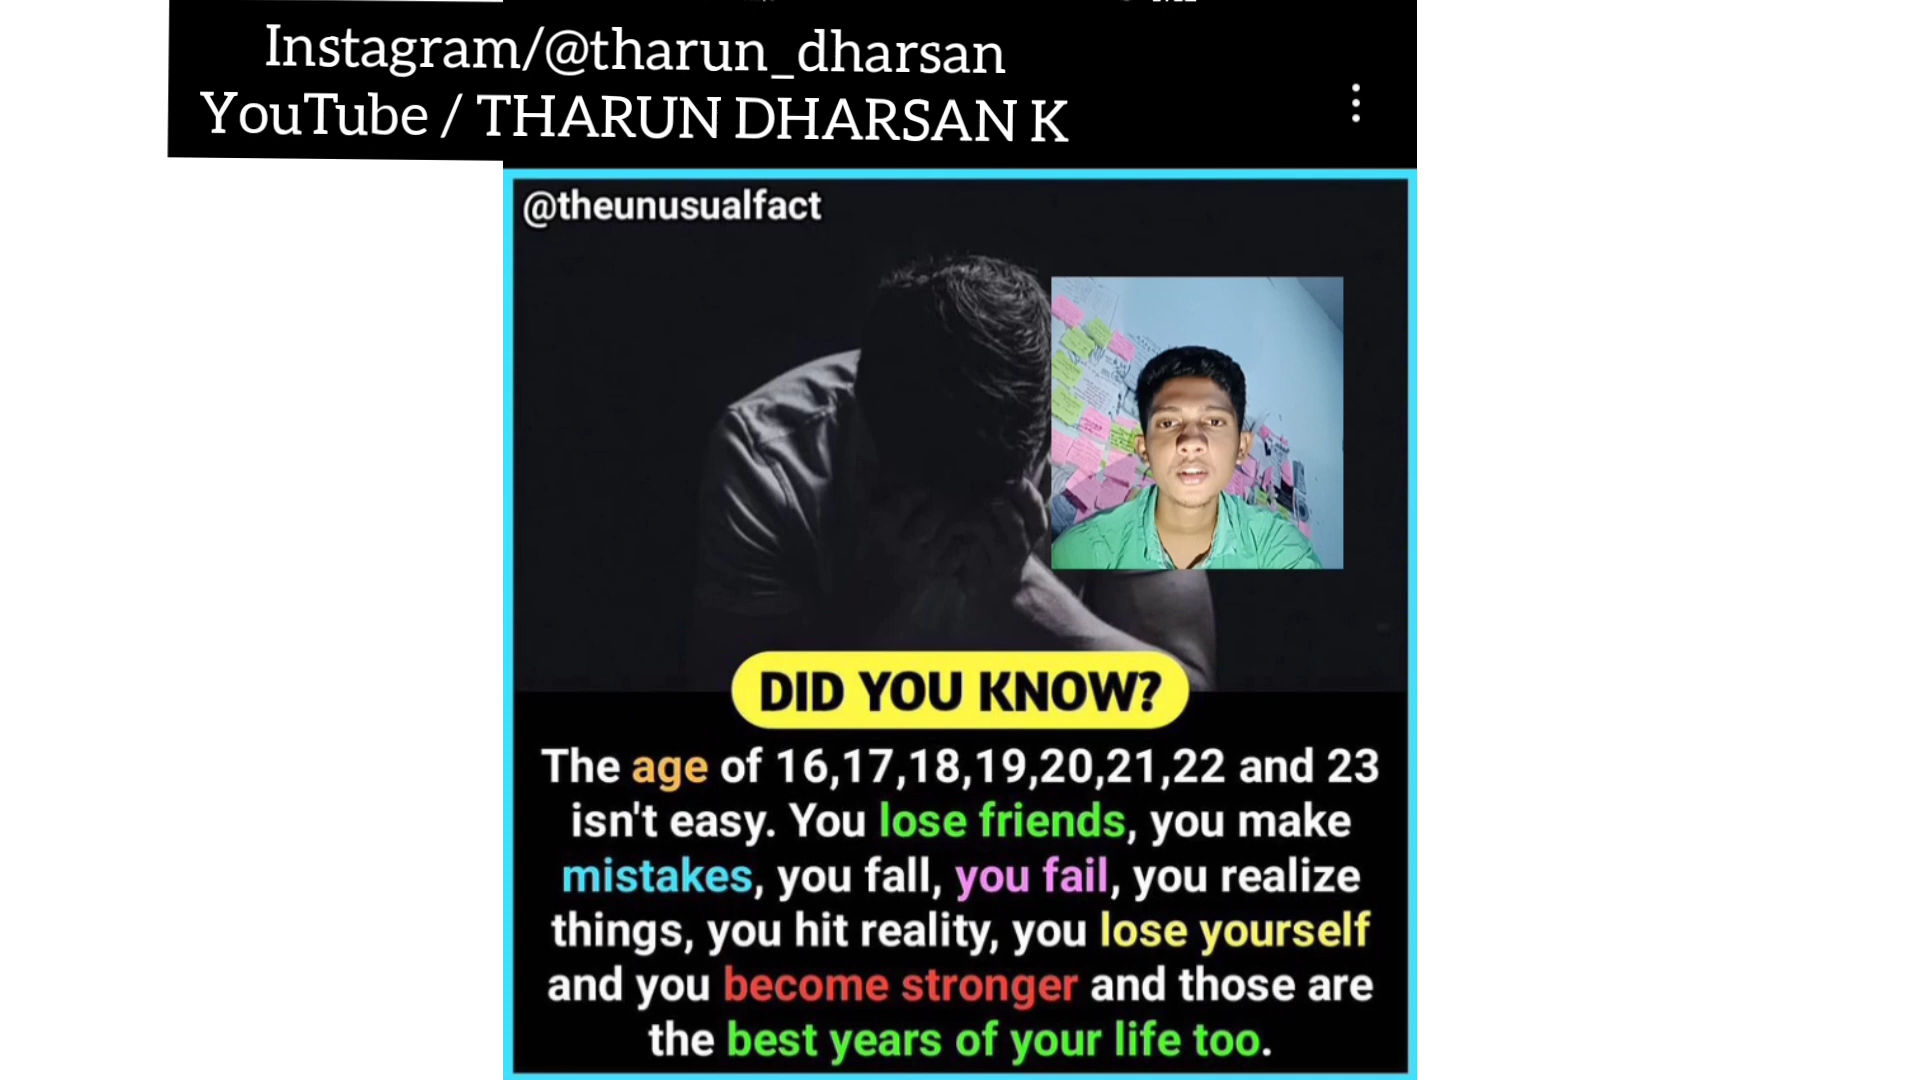 Instagram/@tharun_dharsan
YouTube / THARUN DHARSAN K
@theunusualfact
DID YOU KNOW?
The age of 16,17,18,19,20,21,22 and 23
isn't easy. You lose friends, you make
mistakes, you fall, you fail, you realize
things, you hit reality, you lose yourself
and you become stronger and those are
the best years of your life too.